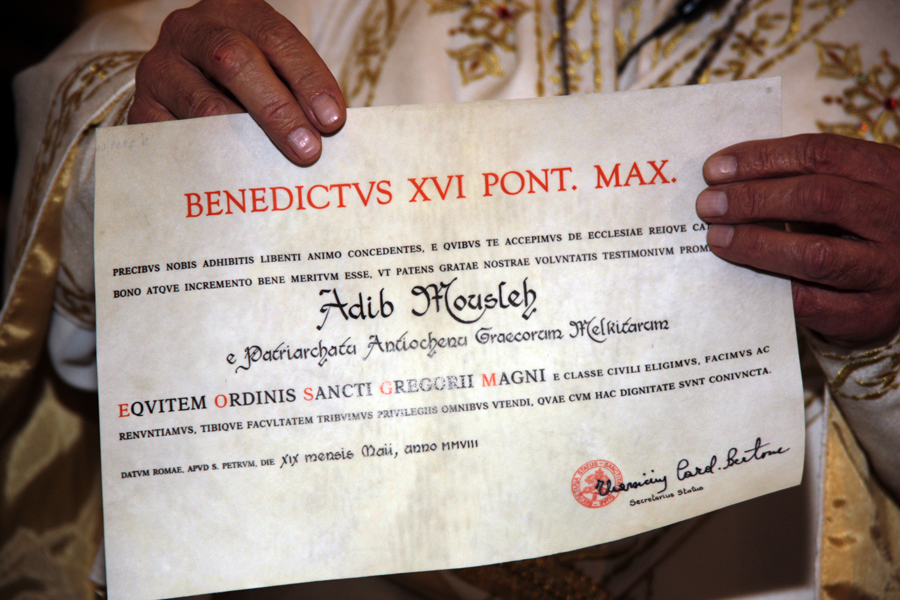 BENEDICTVS XVI PONT. MAX.
PRECIBVS NOBIS ADHIBITIS LIBENTI ANIMO CONCEDENTES, E QVIBVS TE ACCEPIMVS DE ECCLESIAE REIQVE
BONO ATQVE INCREMENTO BENE MERITVM ESSE, VT PATENS GRATAE NOSTRAE VOLVNTATIS TESTIMONIVM
Adib Mousleh
e Patriarchatu Antiocheno Graecorum Melkitarum
EQVITEM ORDINIS SANCTI GREGORII MAGNI E CLASSE CIVILI ELIGIMVS, FACIMVS AC
RENVNTIAMVS, TIBIQVE FACVLTATEM TRIBVIMVS PRIVILEGIIS OMNIBVS VTENDI, QVAE CVM HAC DIGNITATE SVNT CONIVNCTA.
DATVM ROMAE, APVD S. PETRVM, DIE XIX mensis Maii, anno MMVIII
Tharsicius Card. Bertone
Secretarius Status